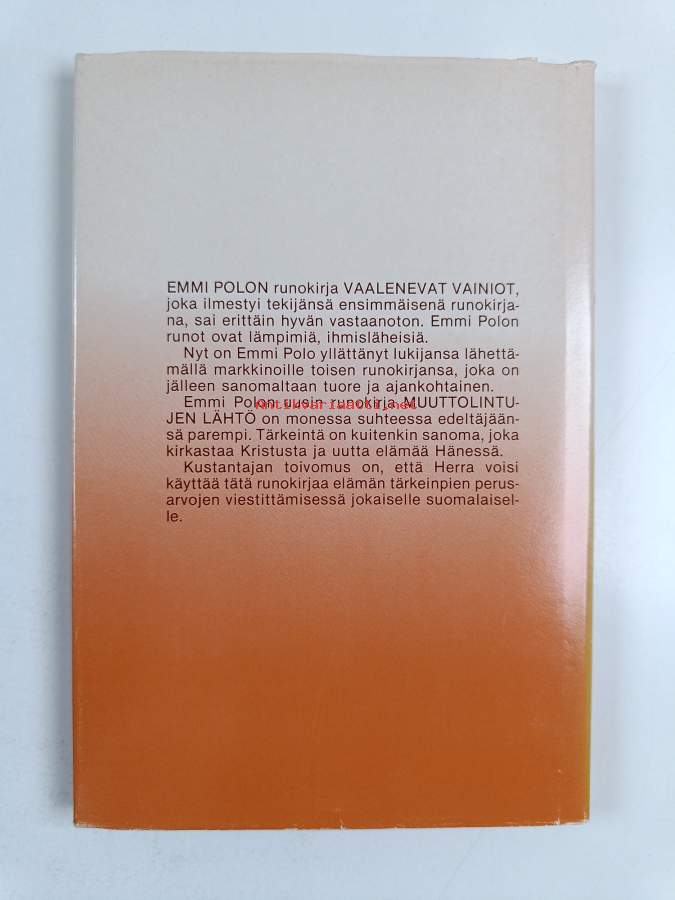 EMMI POLON runokirja VAALENEVAT VAINIOT,
joka ilmestyi tekijänsä ensimmäisenä runokirja-
na, sai erittäin hyvän vastaanoton. Emmi Polon
runot ovat lämpimiä, ihmisläheisiä.
Nyt on Emmi Polo yllättänyt lukijansa lähettä-
mällä markkinoille toisen runokirjansa, joka on
jälleen sanomaltaan tuore ja ajankohtainen.
Emmi Polon uusin runokirja MUUTTOLINTU-
Antikvariaatti.net
JEN LÄHTÖ on monessa suhteessa edeltäjään-
sä parempi. Tärkeintä on kuitenkin sanoma, joka
kirkastaa Kristusta ja uutta elämää Hänessä.
Kustantajan toivomus on, että Herra voisi
käyttää tätä runokirjaa elämän tärkeinpien perus-
arvojen viestittämisessä jokaiselle suomalaisel-
le.